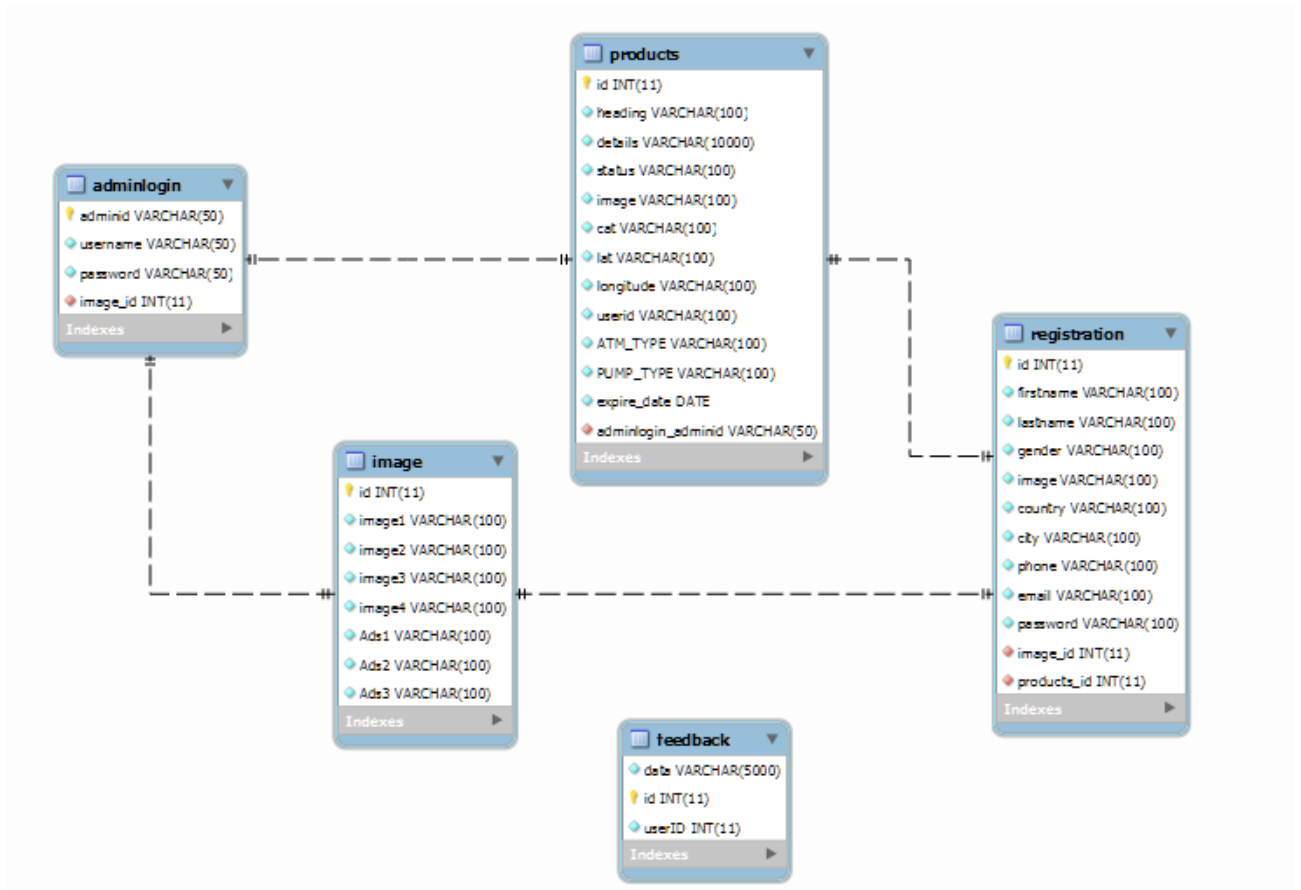 products
id INT(11)
heading VARCHAR(100)
details VARCHAR(10000)
status VARCHAR(100)
image VARCHAR(100)
cat VARCHAR(100)
lat VARCHAR(100)
longitude VARCHAR(100)
userid VARCHAR(100)
ATM_TYPE VARCHAR(100)
PUMP_TYPE VARCHAR(100)
expire_date DATE
adminlogin_adminid VARCHAR(50)
Indexes
adminlogin
adminid VARCHAR(50)
username VARCHAR(50)
password VARCHAR(50)
image_id INT(11)
Indexes
registration
id INT(11)
firstname VARCHAR(100)
lastname VARCHAR(100)
gender VARCHAR(100)
image VARCHAR(100)
country VARCHAR(100)
city VARCHAR(100)
phone VARCHAR(100)
email VARCHAR(100)
password VARCHAR(100)
image_id INT(11)
products_id INT(11)
Indexes
image
id INT(11)
image1 VARCHAR(100)
image2 VARCHAR(100)
image3 VARCHAR(100)
image4 VARCHAR(100)
Ads1 VARCHAR(100)
Ads2 VARCHAR(100)
Ads3 VARCHAR(100)
Indexes
feedback
data VARCHAR(5000)
id INT(11)
userID INT(11)
Indexes